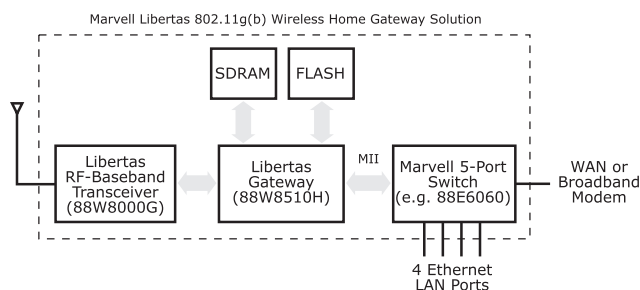 Marvell Libertas 802.11g(b) Wireless Home Gateway Solution
SDRAM
FLASH
Libertas
RF-Baseband
Transceiver
(88W8000G)
Libertas
Gateway
(88W8510H)
MII
Marvell 5-Port
Switch
(e.g. 88E6060)
WAN or
Broadband
Modem
4 Ethernet
LAN Ports